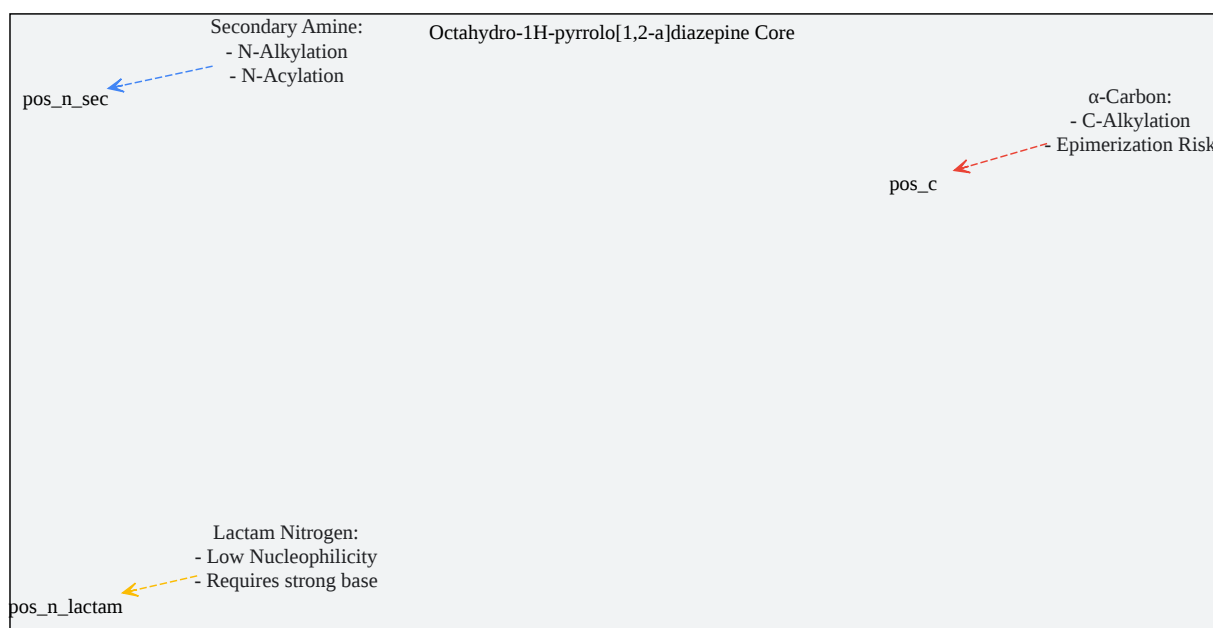 Octahydro-1H-pyrrolo[1,2-a]diazepine Core
Secondary Amine:
- N-Alkylation
- N-Acylation
pos_n_sec
α-Carbon:
- C-Alkylation
- Epimerization Risk
pos_c
Lactam Nitrogen:
- Low Nucleophilicity
- Requires strong base
pos_n_lactam